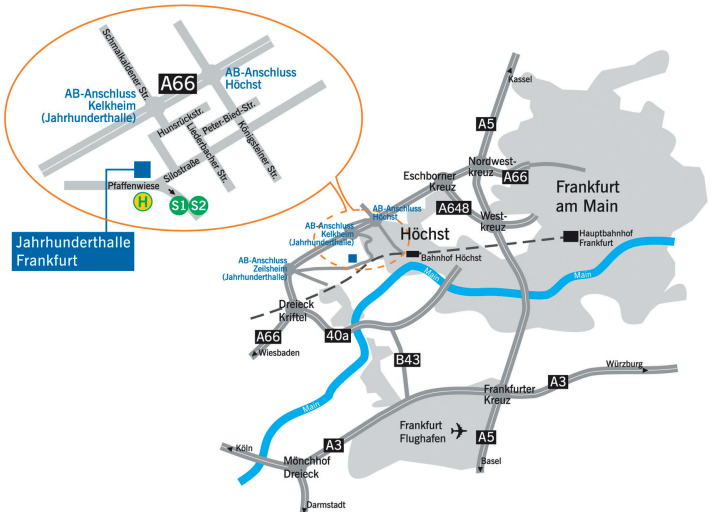 Schmalkaldener Str.
A66
AB-Anschluss
Höchst
AB-Anschluss
Kelkheim
(Jahrhunderthalle)
Hunsrückstr.
Peter-Bied-Str.
Liederbacher Str.
Königsteiner Str.
Silostraße
Pfaffenwiese
H
S1
S2
Jahrhunderthalle
Frankfurt
Kassel
A5
Nordwest-
kreuz
A66
Eschborner
Kreuz
A648
West-
kreuz
Frankfurt
am Main
AB-Anschluss
Höchst
AB-Anschluss
Kelkheim
(Jahrhunderthalle)
Höchst
Hauptbahnhof
Frankfurt
Bahnhof Höchst
AB-Anschluss
Zeilsheim
(Jahrhunderthalle)
Main
Main
Dreieck
Kriftel
A66
40a
Wiesbaden
B43
Würzburg
A3
Main
Frankfurter
Kreuz
Frankfurt
Flughafen
A5
A3
Köln
Mönchhof
Dreieck
Basel
Darmstadt